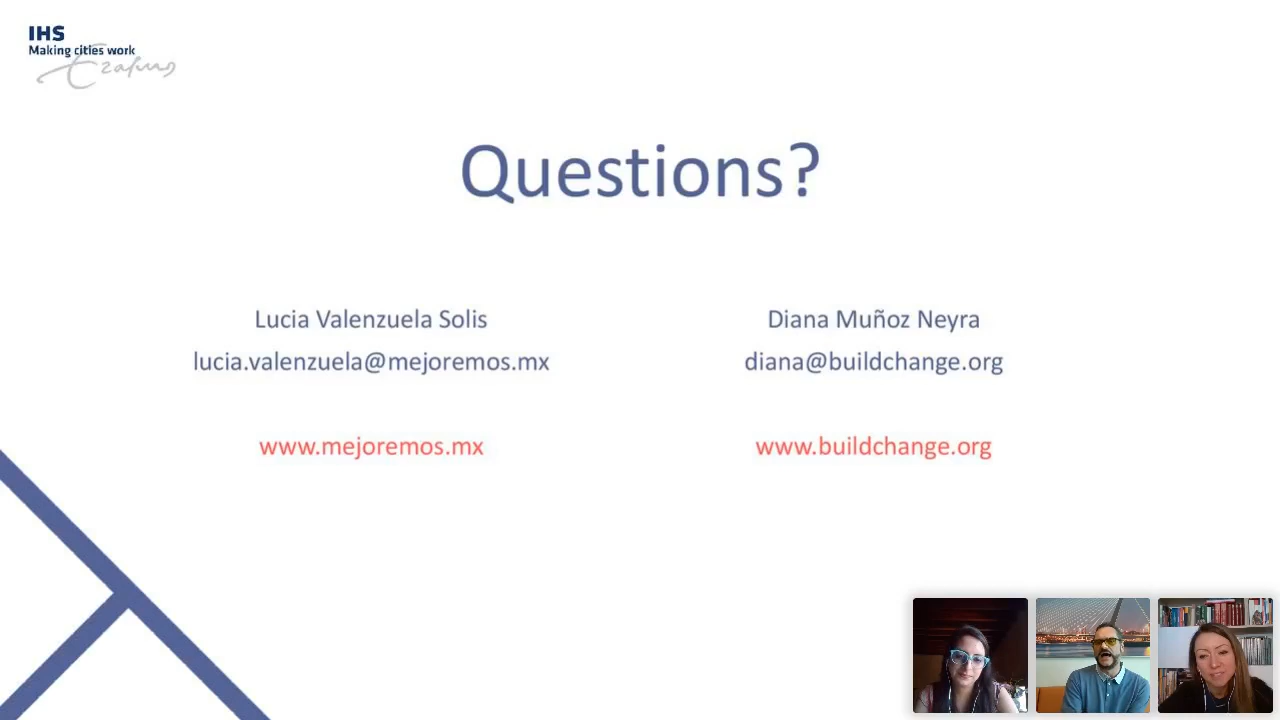 IHS
Making cities work
Erasmus
Questions?
Lucia Valenzuela Solis
lucia.valenzuela@mejoremos.mx
www.mejoremos.mx
Diana Muñoz Neyra
diana@buildchange.org
www.buildchange.org